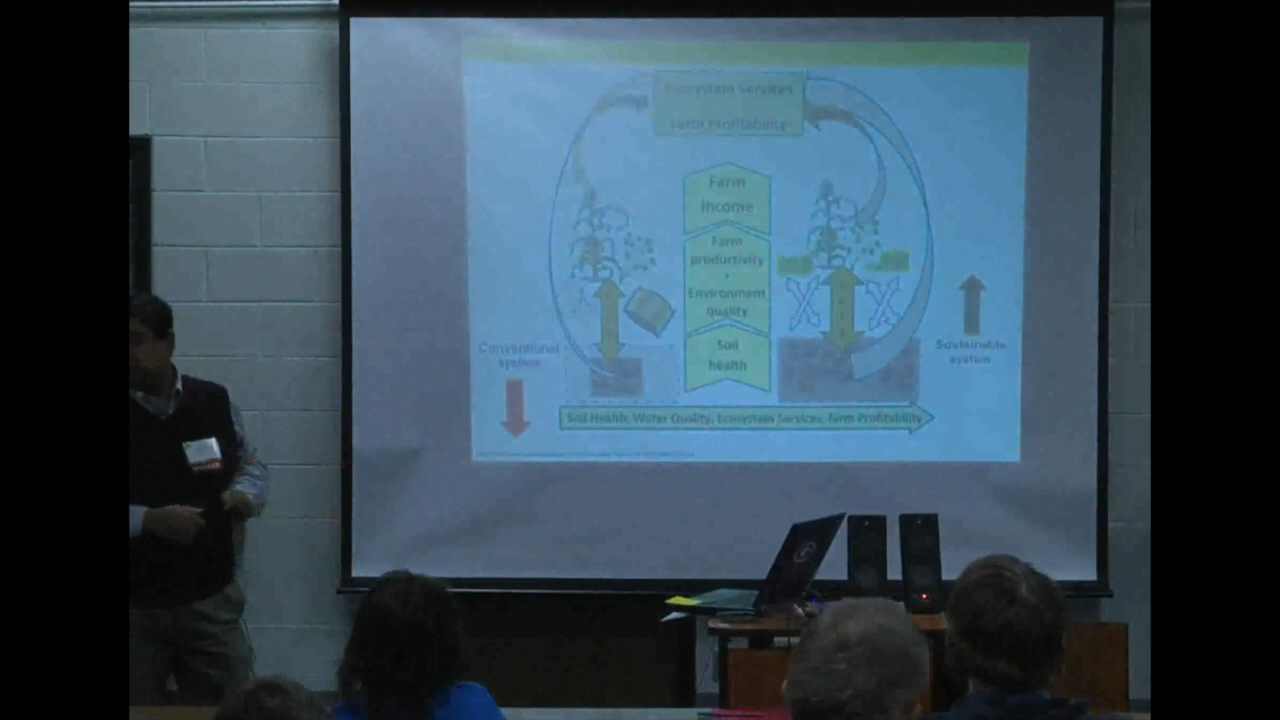 Ecosystem Services
Farm Profitability
Farm
income
Farm
productivity
+
Environment
quality
Soil
health
Conventional
system
Sustainable
system
Soil Health, Water Quality, Ecosystem Services, Farm Profitability